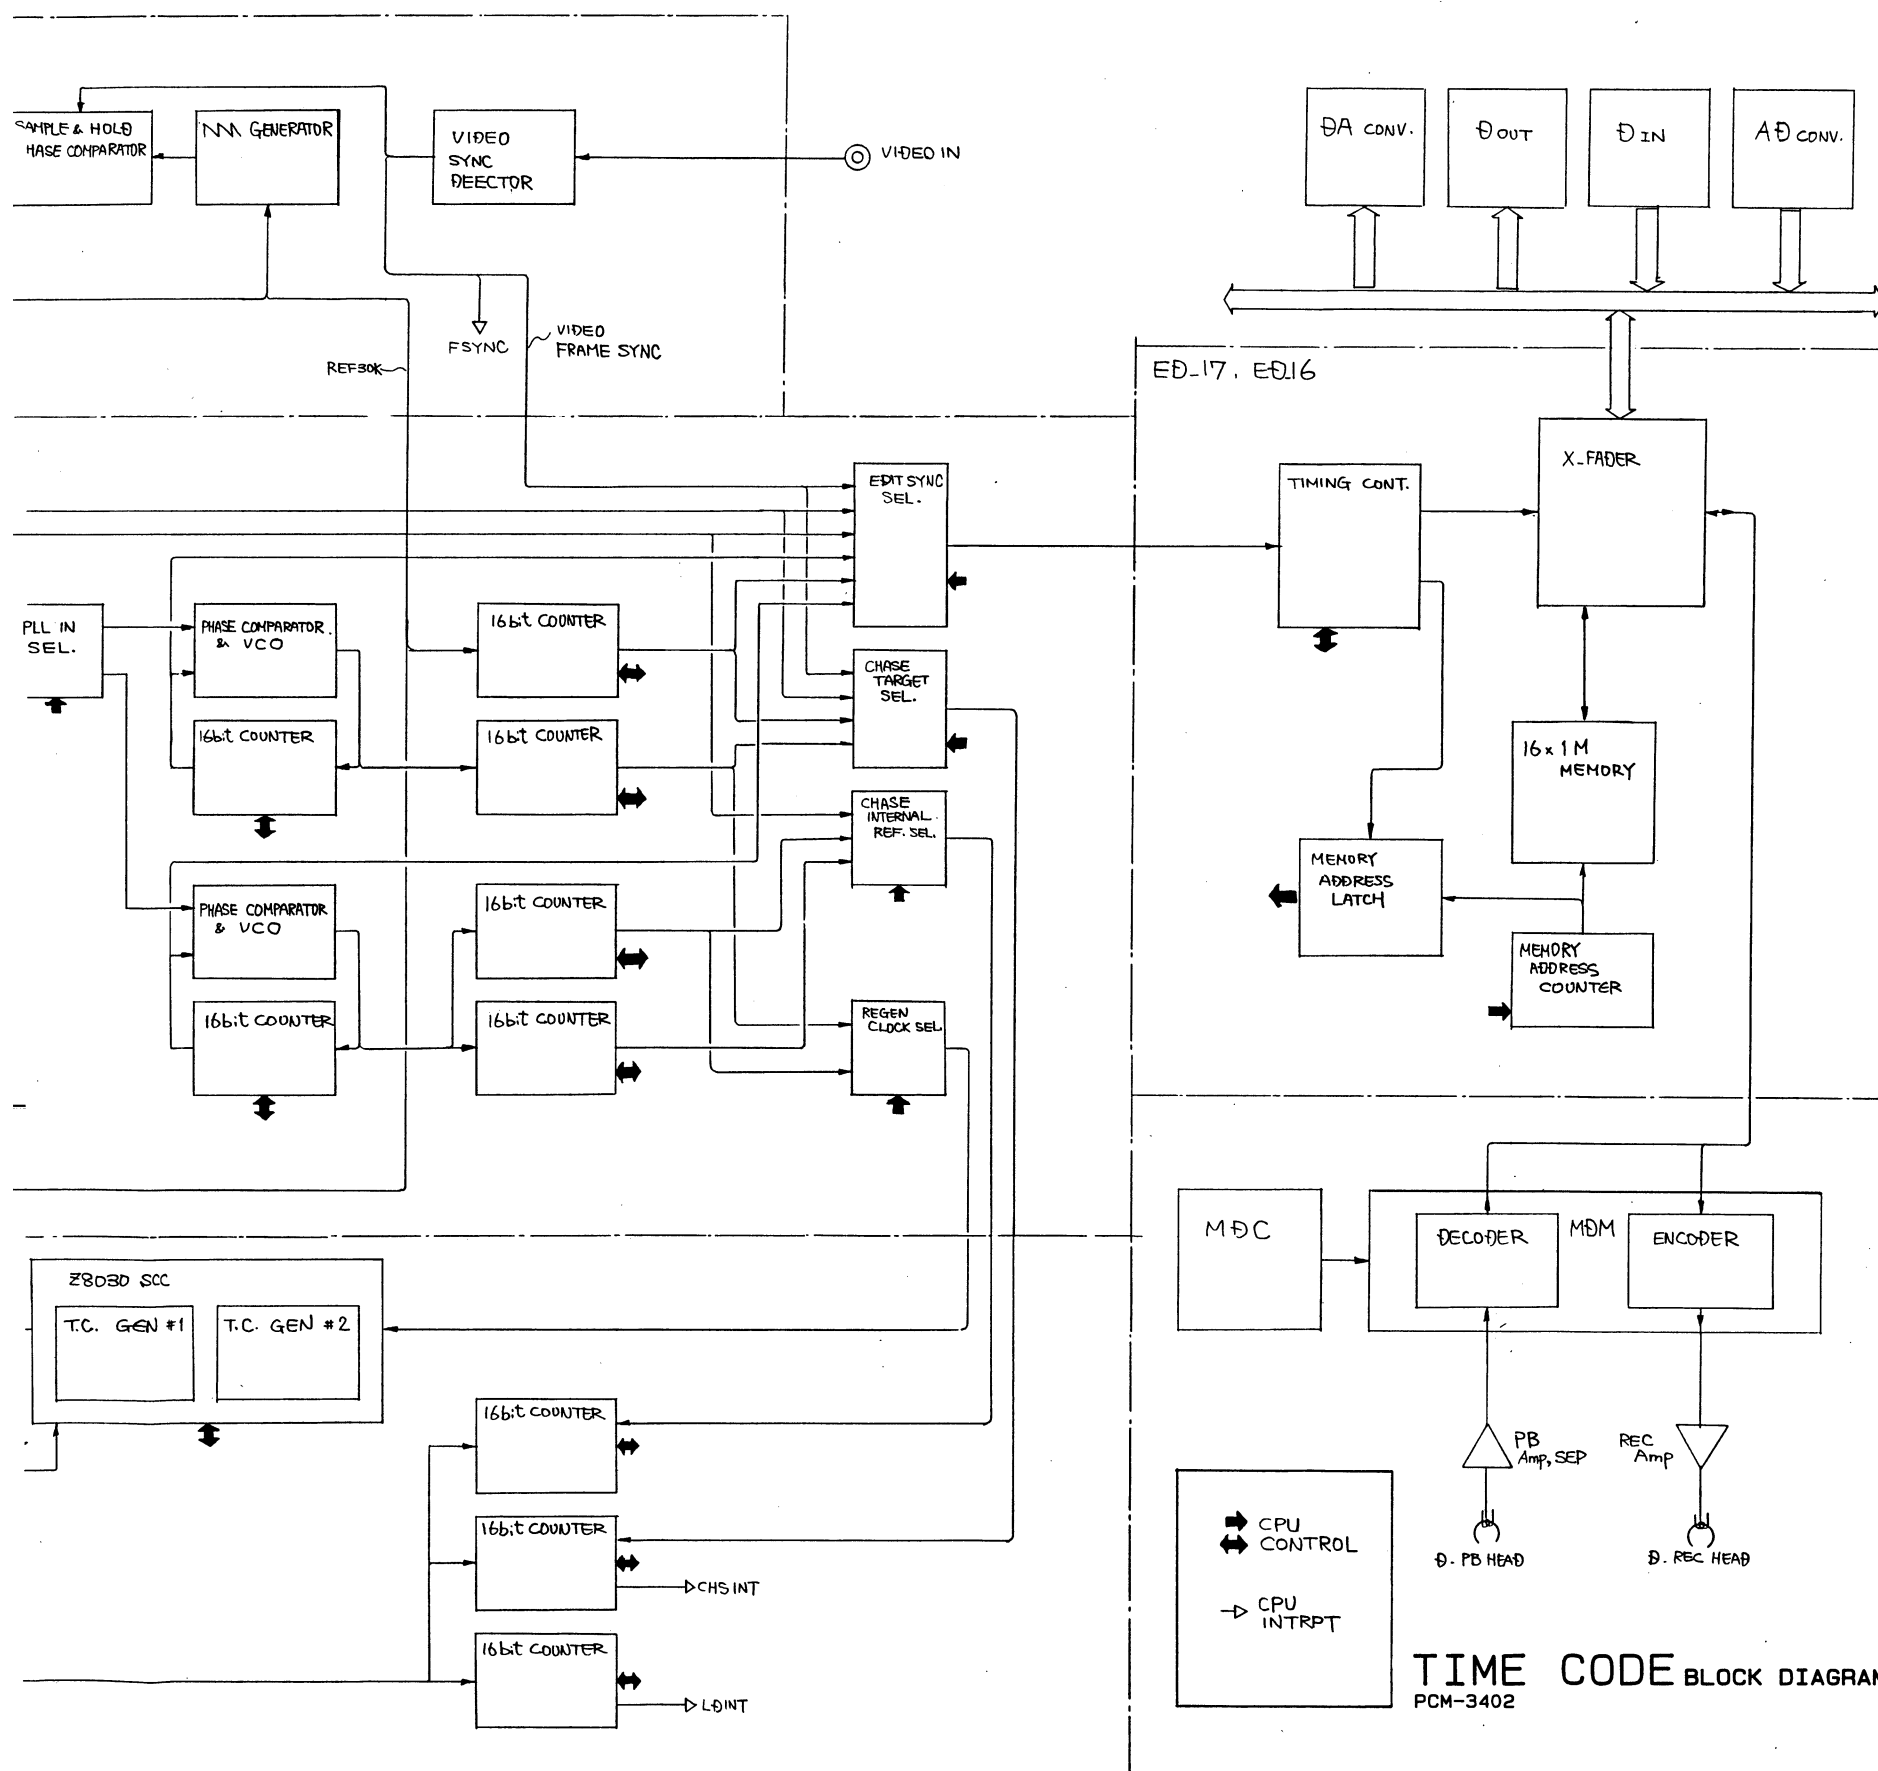 SAMPLE & HOLD
HASE COMPARATOR
GENERATOR
VIDEO
SYNC
DEECTOR
VIDEO IN
DA CONV.
D OUT
D IN
AD CONV.
FSYNC
VIDEO
FRAME SYNC
REF30K
ED-17, ED16
EDIT SYNC
SEL.
TIMING CONT.
X-FADER
PLL IN
SEL.
PHASE COMPARATOR.
& VCO
16bit COUNTER
CHASE
TARGET
SEL.
16bit COUNTER
16bit COUNTER
16 x 1M
MEMORY
CHASE
INTERNAL.
REF. SEL.
MEMORY
ADDRESS
LATCH
PHASE COMPARATOR
& VCO
16bit COUNTER
MEMORY
ADDRESS
COUNTER
16bit COUNTER
16bit COUNTER
REGEN
CLOCK SEL
MDC
DECODER
MDM
ENCODER
Z8030 SCC
T.C. GEN #1
T.C. GEN #2
16bit COUNTER
PB
Amp, SEP
REC
Amp
16bit COUNTER
CHSINT
D. PB HEAD
D. REC HEAD
CPU
CONTROL
CPU
INTRPT
16bit COUNTER
LDINT
TIME CODE BLOCK DIAGRAM
PCM-3402